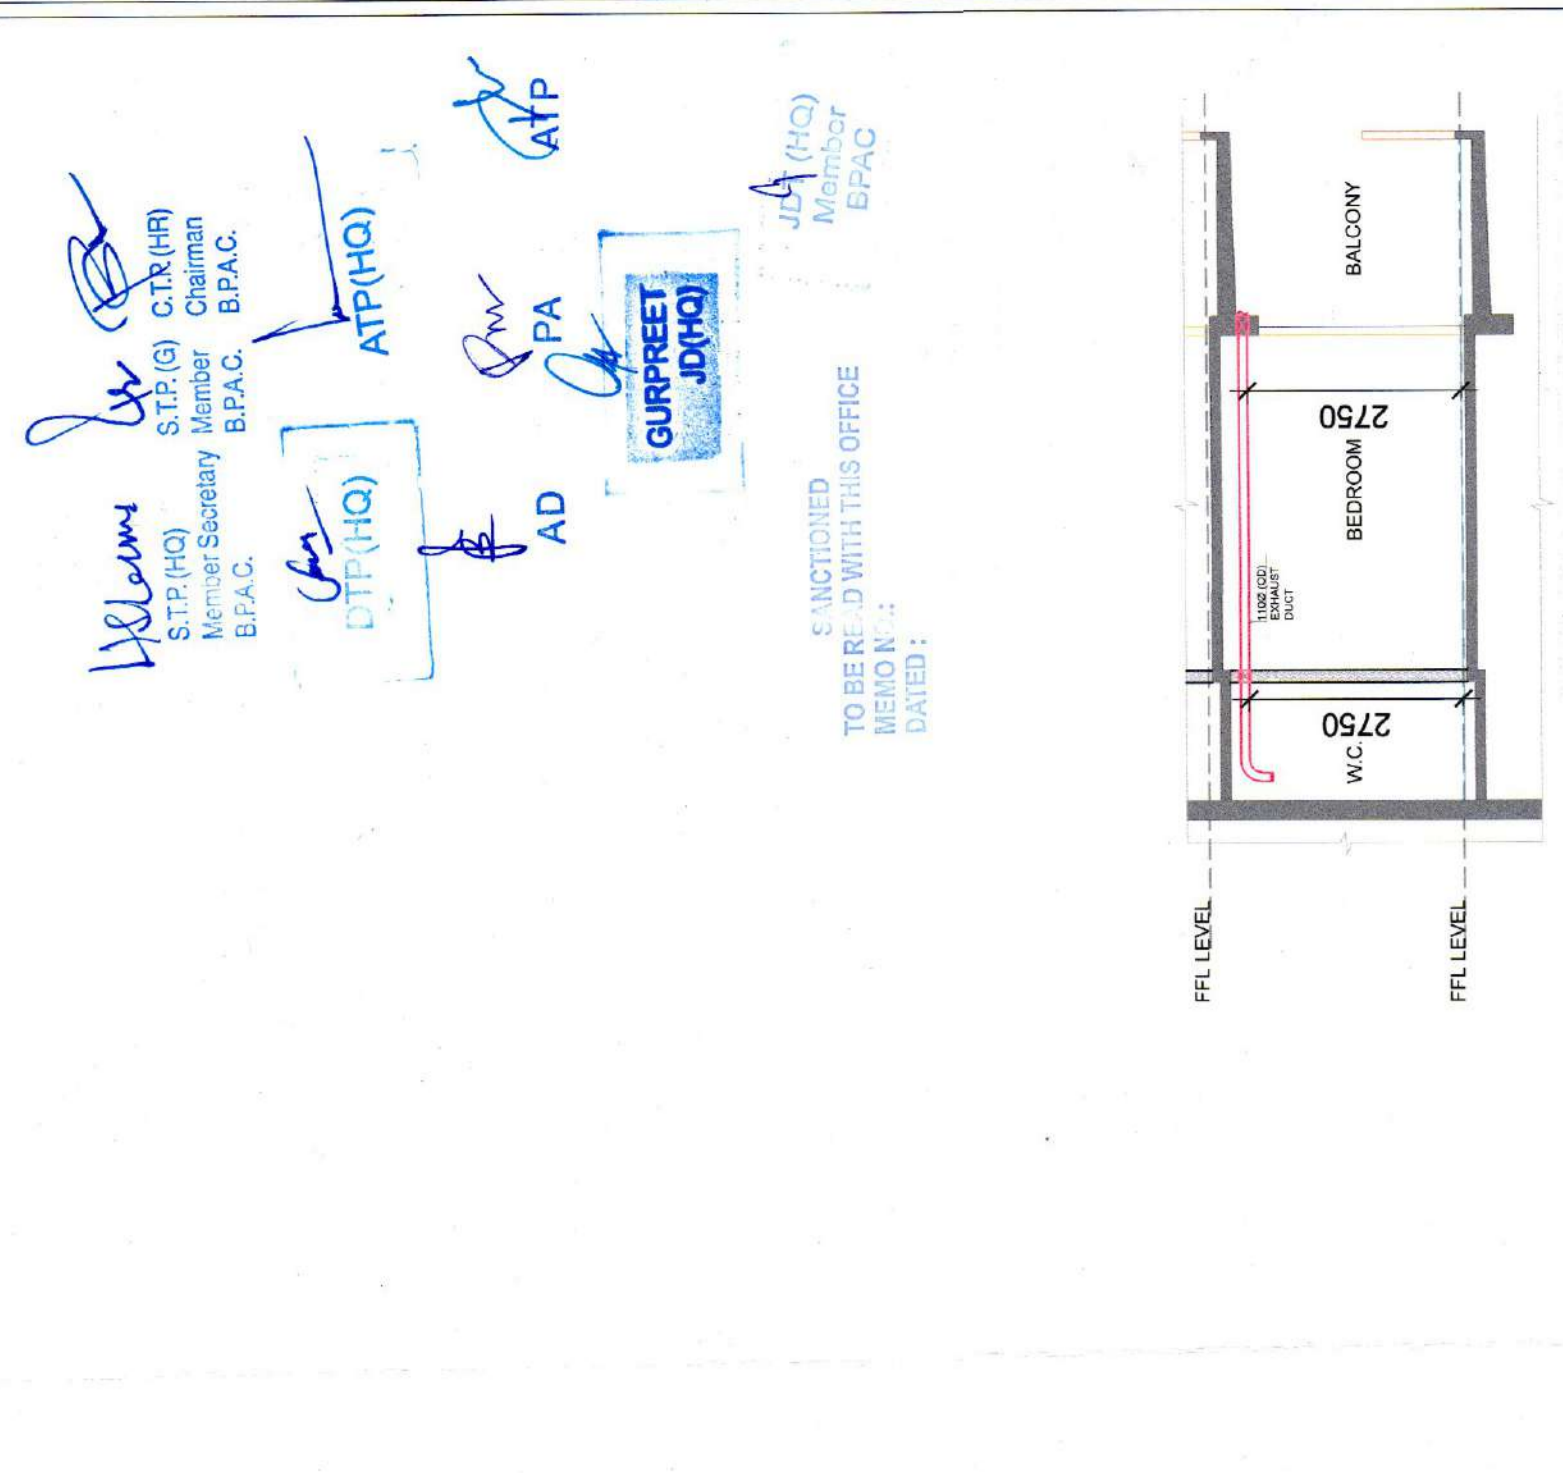 S.T.P. (HQ)
Member Secretary
B.P.A.C.
S.T.P. (G)
Member
B.P.A.C.
C.T.P. (HR)
Chairman
B.P.A.C.
DTP(HQ)
ATP(HQ)
AD
PA
ATP
GURPREET
JD(HQ)
(HQ)
Member
BPAC
SANCTIONED
TO BE READ WITH THIS OFFICE
MEMO NO.:
DATED :
FFL LEVEL
FFL LEVEL
W.C.
2750
110Ø (OD)
EXHAUST
DUCT
BEDROOM
2750
BALCONY